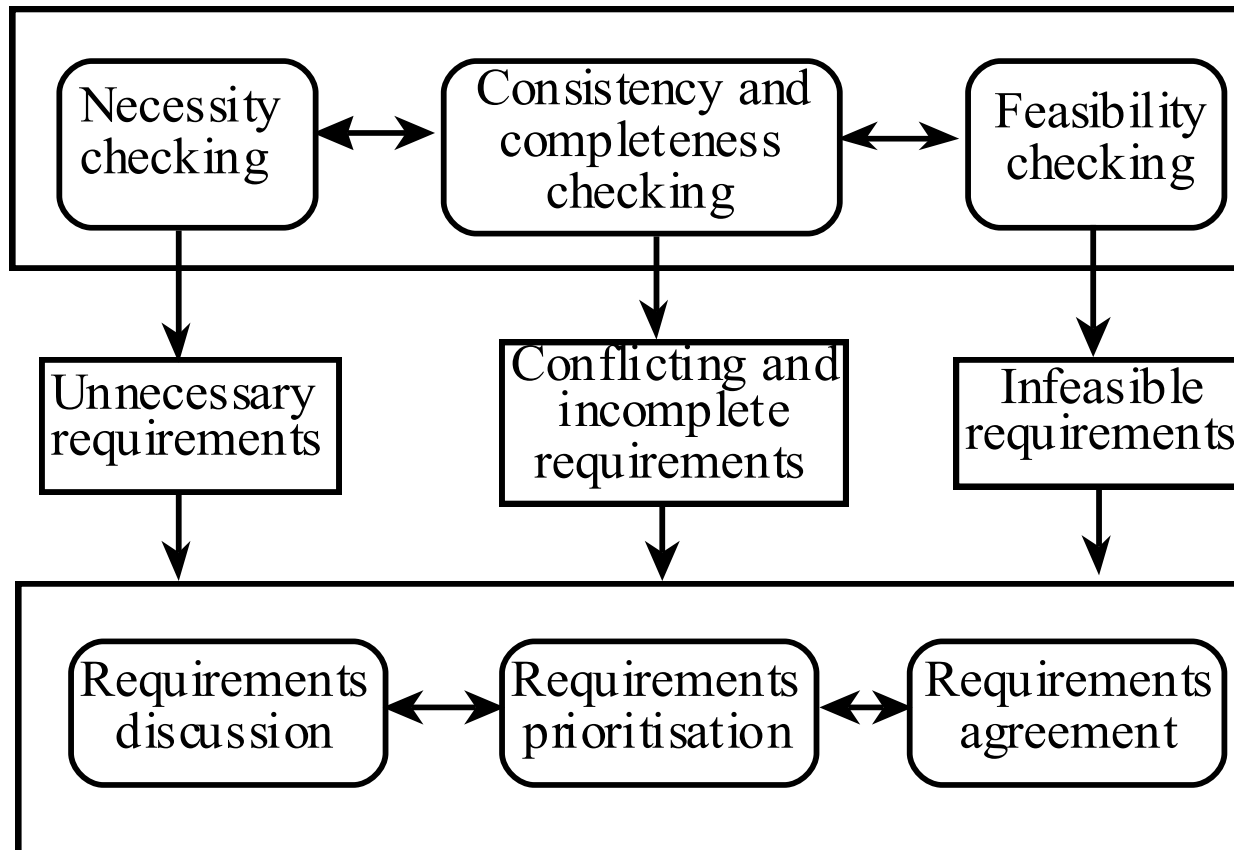 Necessity
checking
Consistency and
completeness
checking
Feasibility
checking
Unnecessary
requirements
Conflicting and
incomplete
requirements
Infeasible
requirements
Requirements
discussion
Requirements
prioritisation
Requirements
agreement